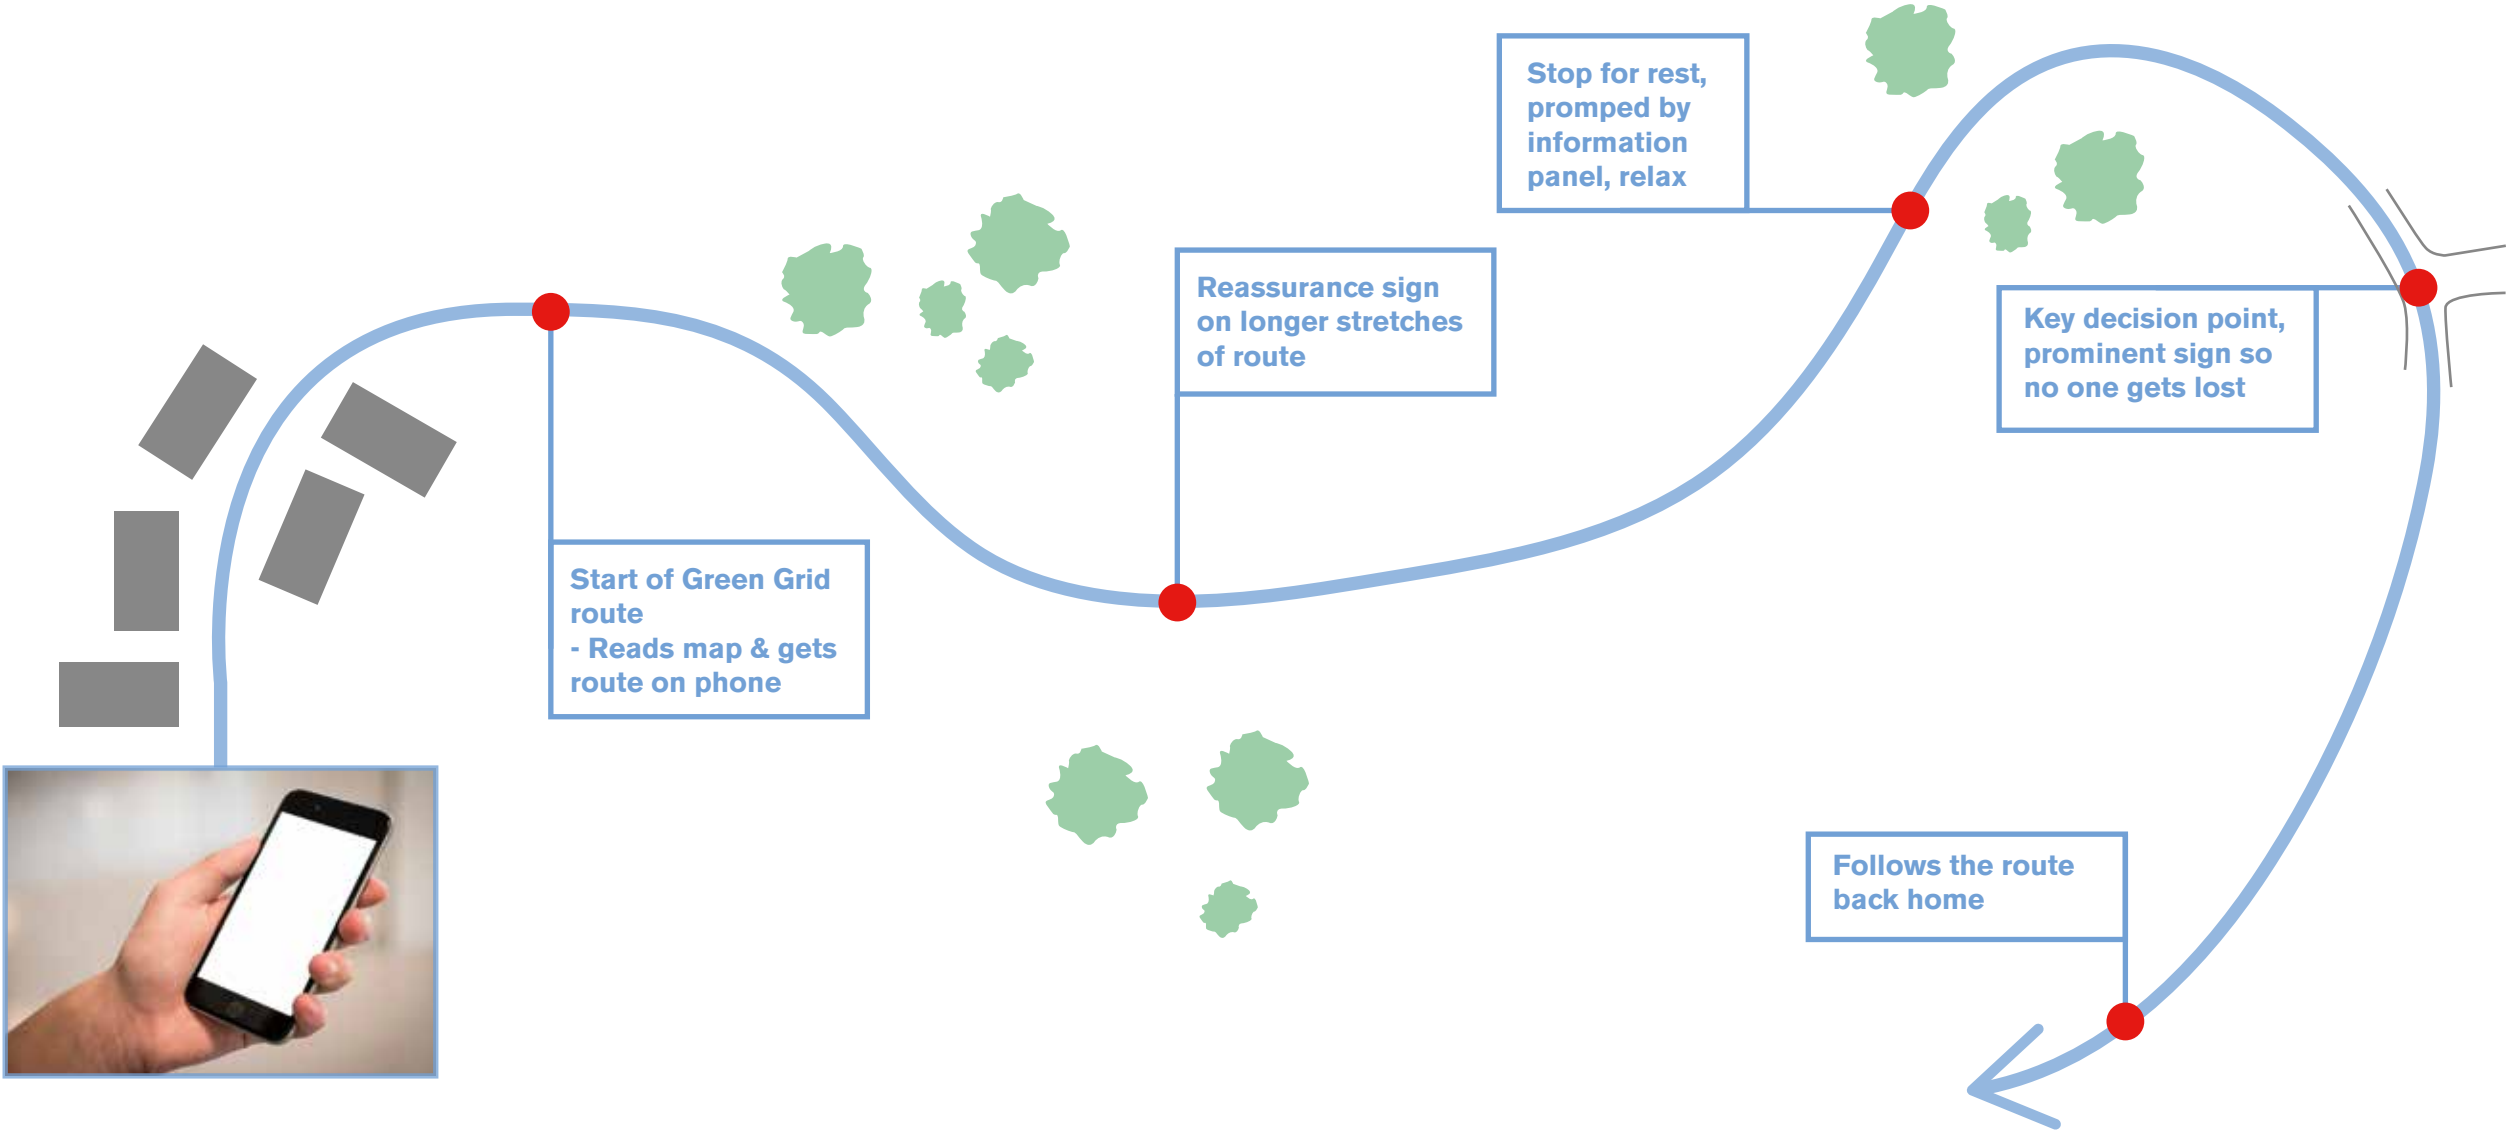 Stop for rest,
promped by
information
panel, relax
Reassurance sign
on longer stretches
of route
Key decision point,
prominent sign so
no one gets lost
Start of Green Grid
route
- Reads map & gets
route on phone
Follows the route
back home